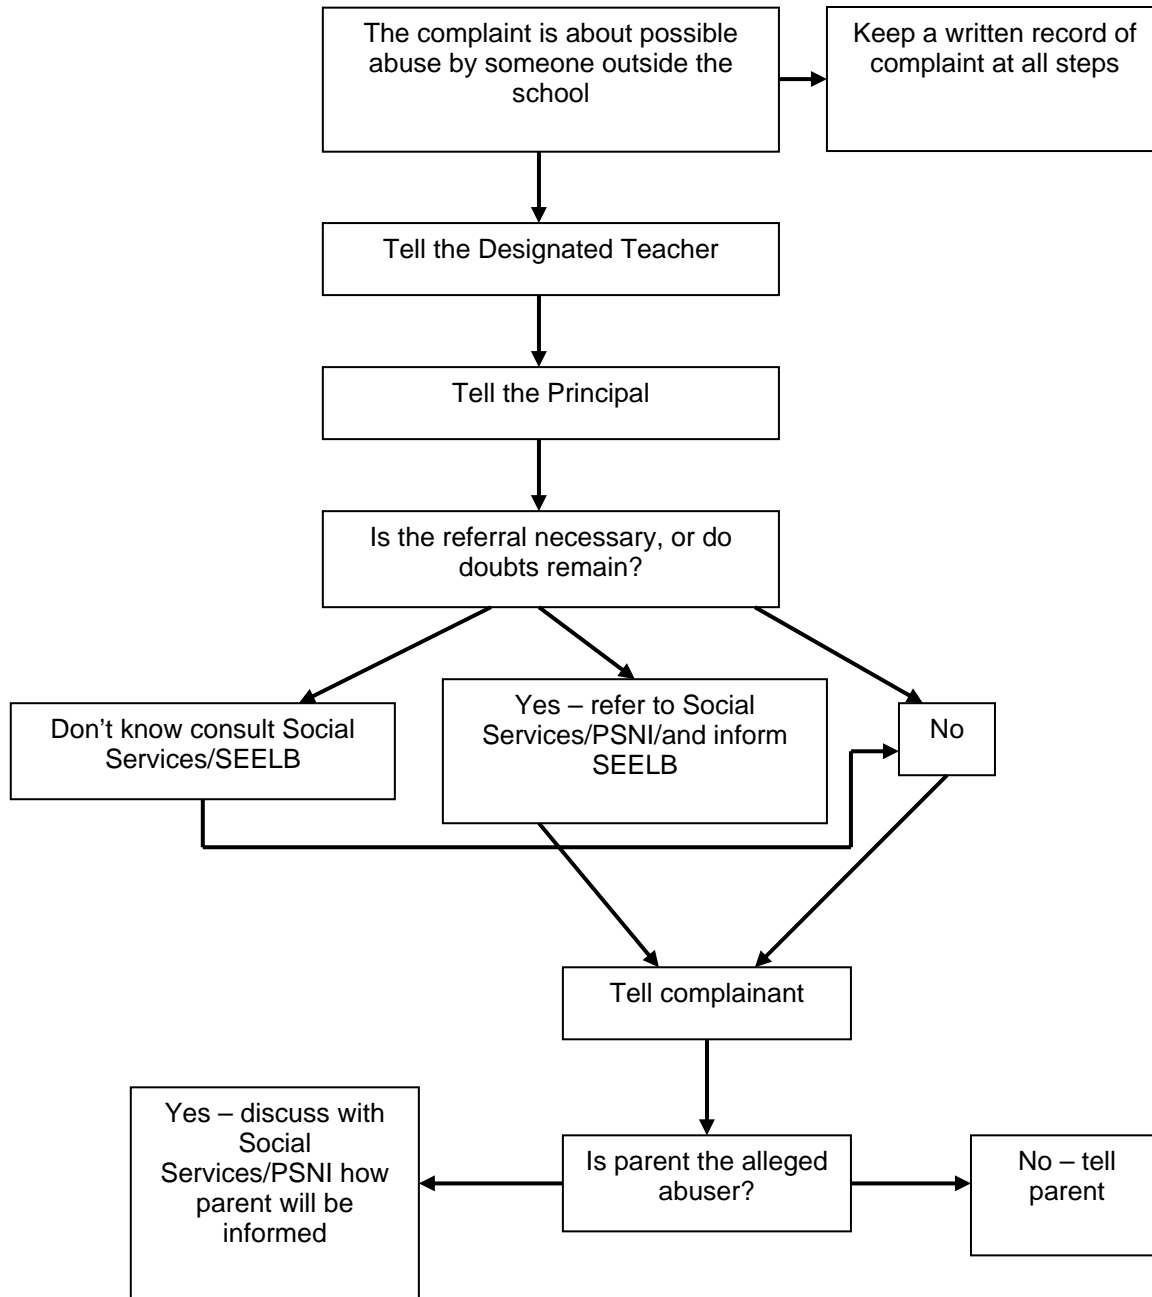 The complaint is about possible
abuse by someone outside the
school
Keep a written record of
complaint at all steps
Tell the Designated Teacher
Tell the Principal
Is the referral necessary, or do
doubts remain?
Don’t know consult Social
Services/SEELB
Yes – refer to Social
Services/PSNI/and inform
SEELB
No
Tell complainant
Yes – discuss with
Social
Services/PSNI how
parent will be
informed
Is parent the alleged
abuser?
No – tell
parent